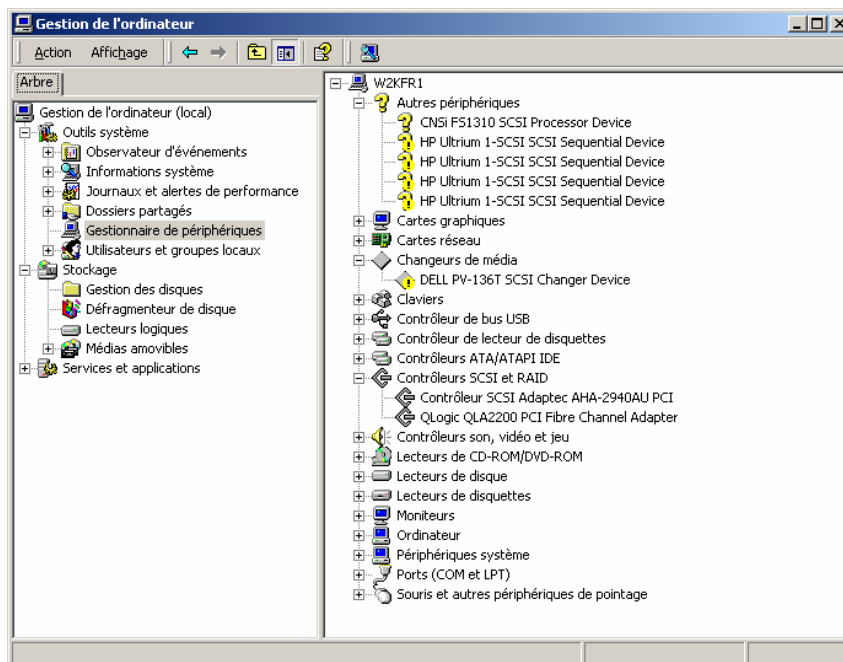 Gestion de l'ordinateur
Action Affichage
Arbre
Gestion de l'ordinateur (local)
Outils système
Observateur d'événements
Informations système
Journaux et alertes de performance
Dossiers partagés
Gestionnaire de périphériques
Utilisateurs et groupes locaux
Stockage
Gestion des disques
Défragmenteur de disque
Lecteurs logiques
Médias amovibles
Services et applications
W2KFR1
Autres périphériques
CNSi FS1310 SCSI Processor Device
HP Ultrium 1-SCSI SCSI Sequential Device
HP Ultrium 1-SCSI SCSI Sequential Device
HP Ultrium 1-SCSI SCSI Sequential Device
HP Ultrium 1-SCSI SCSI Sequential Device
Cartes graphiques
Cartes réseau
Changeurs de média
DELL PV-136T SCSI Changer Device
Claviers
Contrôleur de bus USB
Contrôleur de lecteur de disquettes
Contrôleurs ATA/ATAPI IDE
Contrôleurs SCSI et RAID
Contrôleur SCSI Adaptec AHA-2940AU PCI
QLogic QLA2200 PCI Fibre Channel Adapter
Contrôleurs son, vidéo et jeu
Lecteurs de CD-ROM/DVD-ROM
Lecteurs de disque
Lecteurs de disquettes
Moniteurs
Ordinateur
Périphériques système
Ports (COM et LPT)
Souris et autres périphériques de pointage